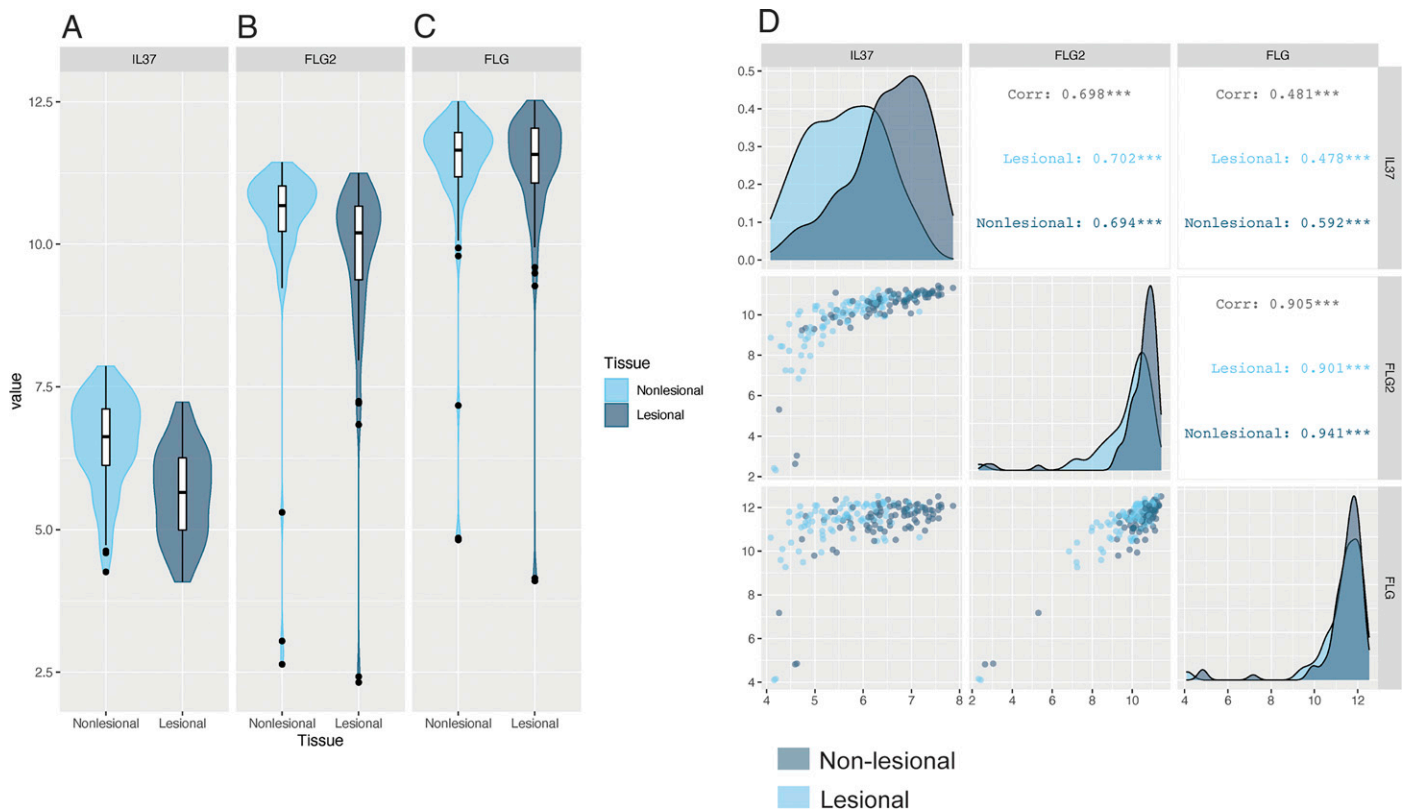 A
B
C
D
IL37
FLG2
FLG
value
12.5
10.0
7.5
5.0
2.5
Nonlesional
Lesional
Nonlesional
Lesional
Nonlesional
Lesional
Tissue
Tissue
Nonlesional
Lesional
IL37
FLG2
FLG
0.5
0.4
0.3
0.2
0.1
0.0
Corr: 0.698***
Lesional: 0.702***
Nonlesional: 0.694***
Corr: 0.481***
Lesional: 0.478***
Nonlesional: 0.592***
IL37
10
8
6
4
2
Corr: 0.905***
Lesional: 0.901***
Nonlesional: 0.941***
FLG2
12
10
8
6
4
FLG
4 5 6 7 8
2 4 6 8 10
4 6 8 10 12
Non-lesional
Lesional